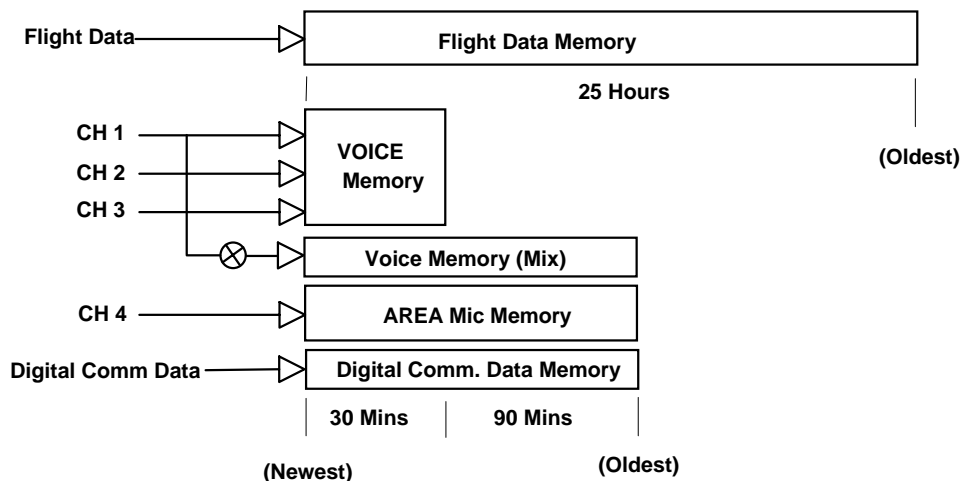 Flight Data
Flight Data Memory
25 Hours
(Oldest)
CH 1
CH 2
CH 3
VOICE
Memory
Voice Memory (Mix)
CH 4
AREA Mic Memory
Digital Comm Data
Digital Comm. Data Memory
30 Mins
90 Mins
(Newest)
(Oldest)